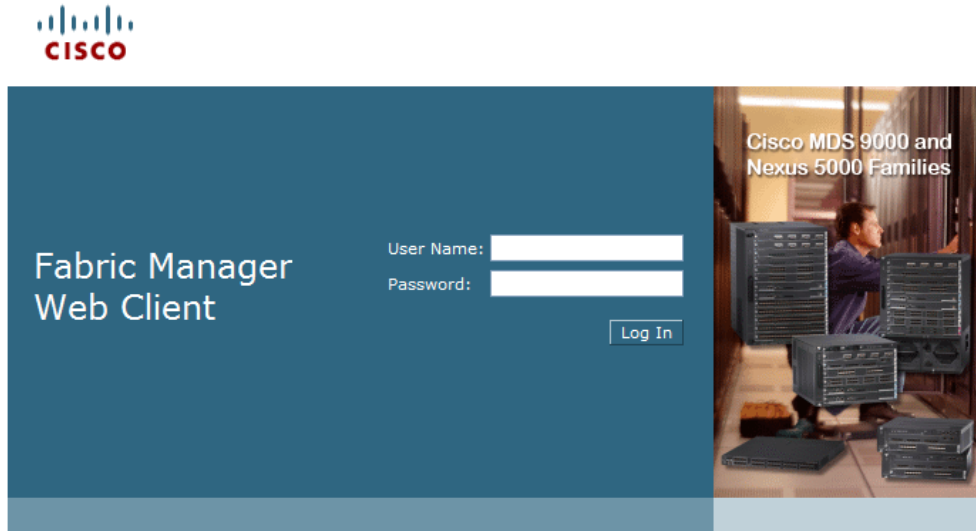 CISCO
Cisco MDS 9000 and
Nexus 5000 Families
Fabric Manager
Web Client
User Name:
Password:
Log In